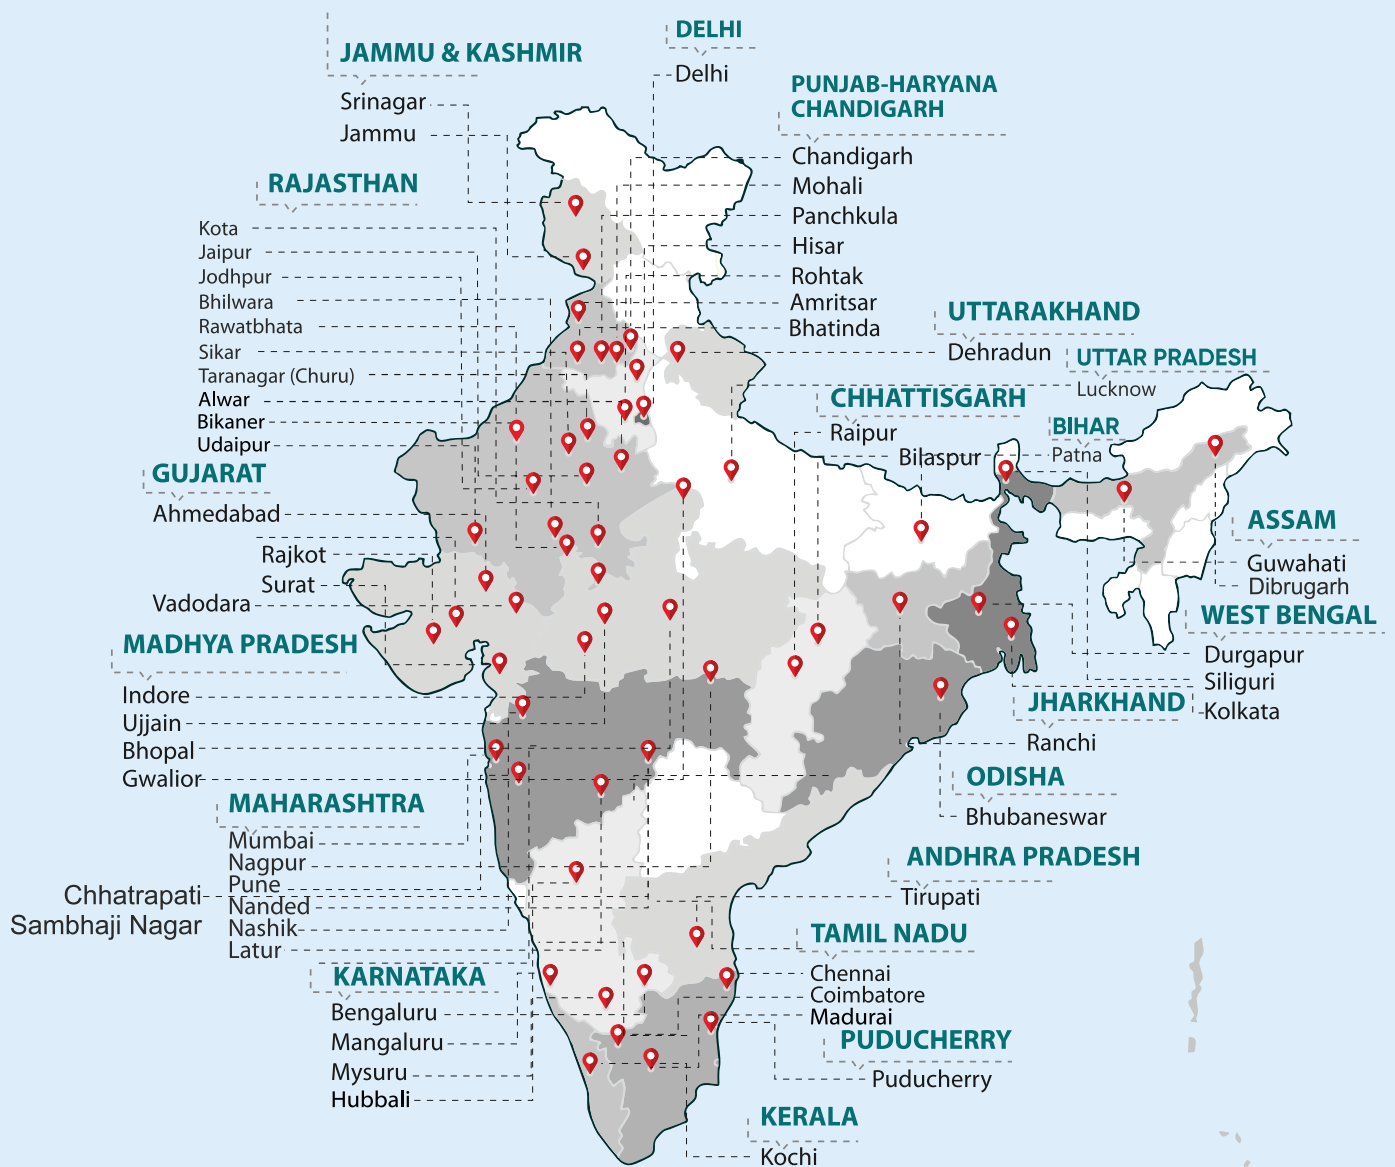 DELHI
Delhi
JAMMU & KASHMIR
Srinagar
Jammu
PUNJAB-HARYANA
CHANDIGARH
Chandigarh
Mohali
Panchkula
Hisar
Rohtak
Amritsar
Bhatinda
RAJASTHAN
Kota
Jaipur
Jodhpur
Bhilwara
Rawatbhata
Sikar
Taranagar (Churu)
Alwar
Bikaner
Udaipur
UTTARAKHAND
Dehradun
UTTAR PRADESH
Lucknow
CHHATTISGARH
Raipur
Bilaspur
BIHAR
Patna
GUJARAT
Ahmedabad
Rajkot
Surat
Vadodara
ASSAM
Guwahati
Dibrugarh
WEST BENGAL
Durgapur
Siliguri
Kolkata
MADHYA PRADESH
Indore
Ujjain
Bhopal
Gwalior
JHARKHAND
Ranchi
ODISHA
Bhubaneswar
MAHARASHTRA
Mumbai
Nagpur
Pune
Chhatrapati
Sambhaji Nagar
Nanded
Nashik
Latur
ANDHRA PRADESH
Tirupati
TAMIL NADU
Chennai
Coimbatore
Madurai
KARNATAKA
Bengaluru
Mangaluru
Mysuru
Hubbali
PUDUCHERRY
Puducherry
KERALA
Kochi